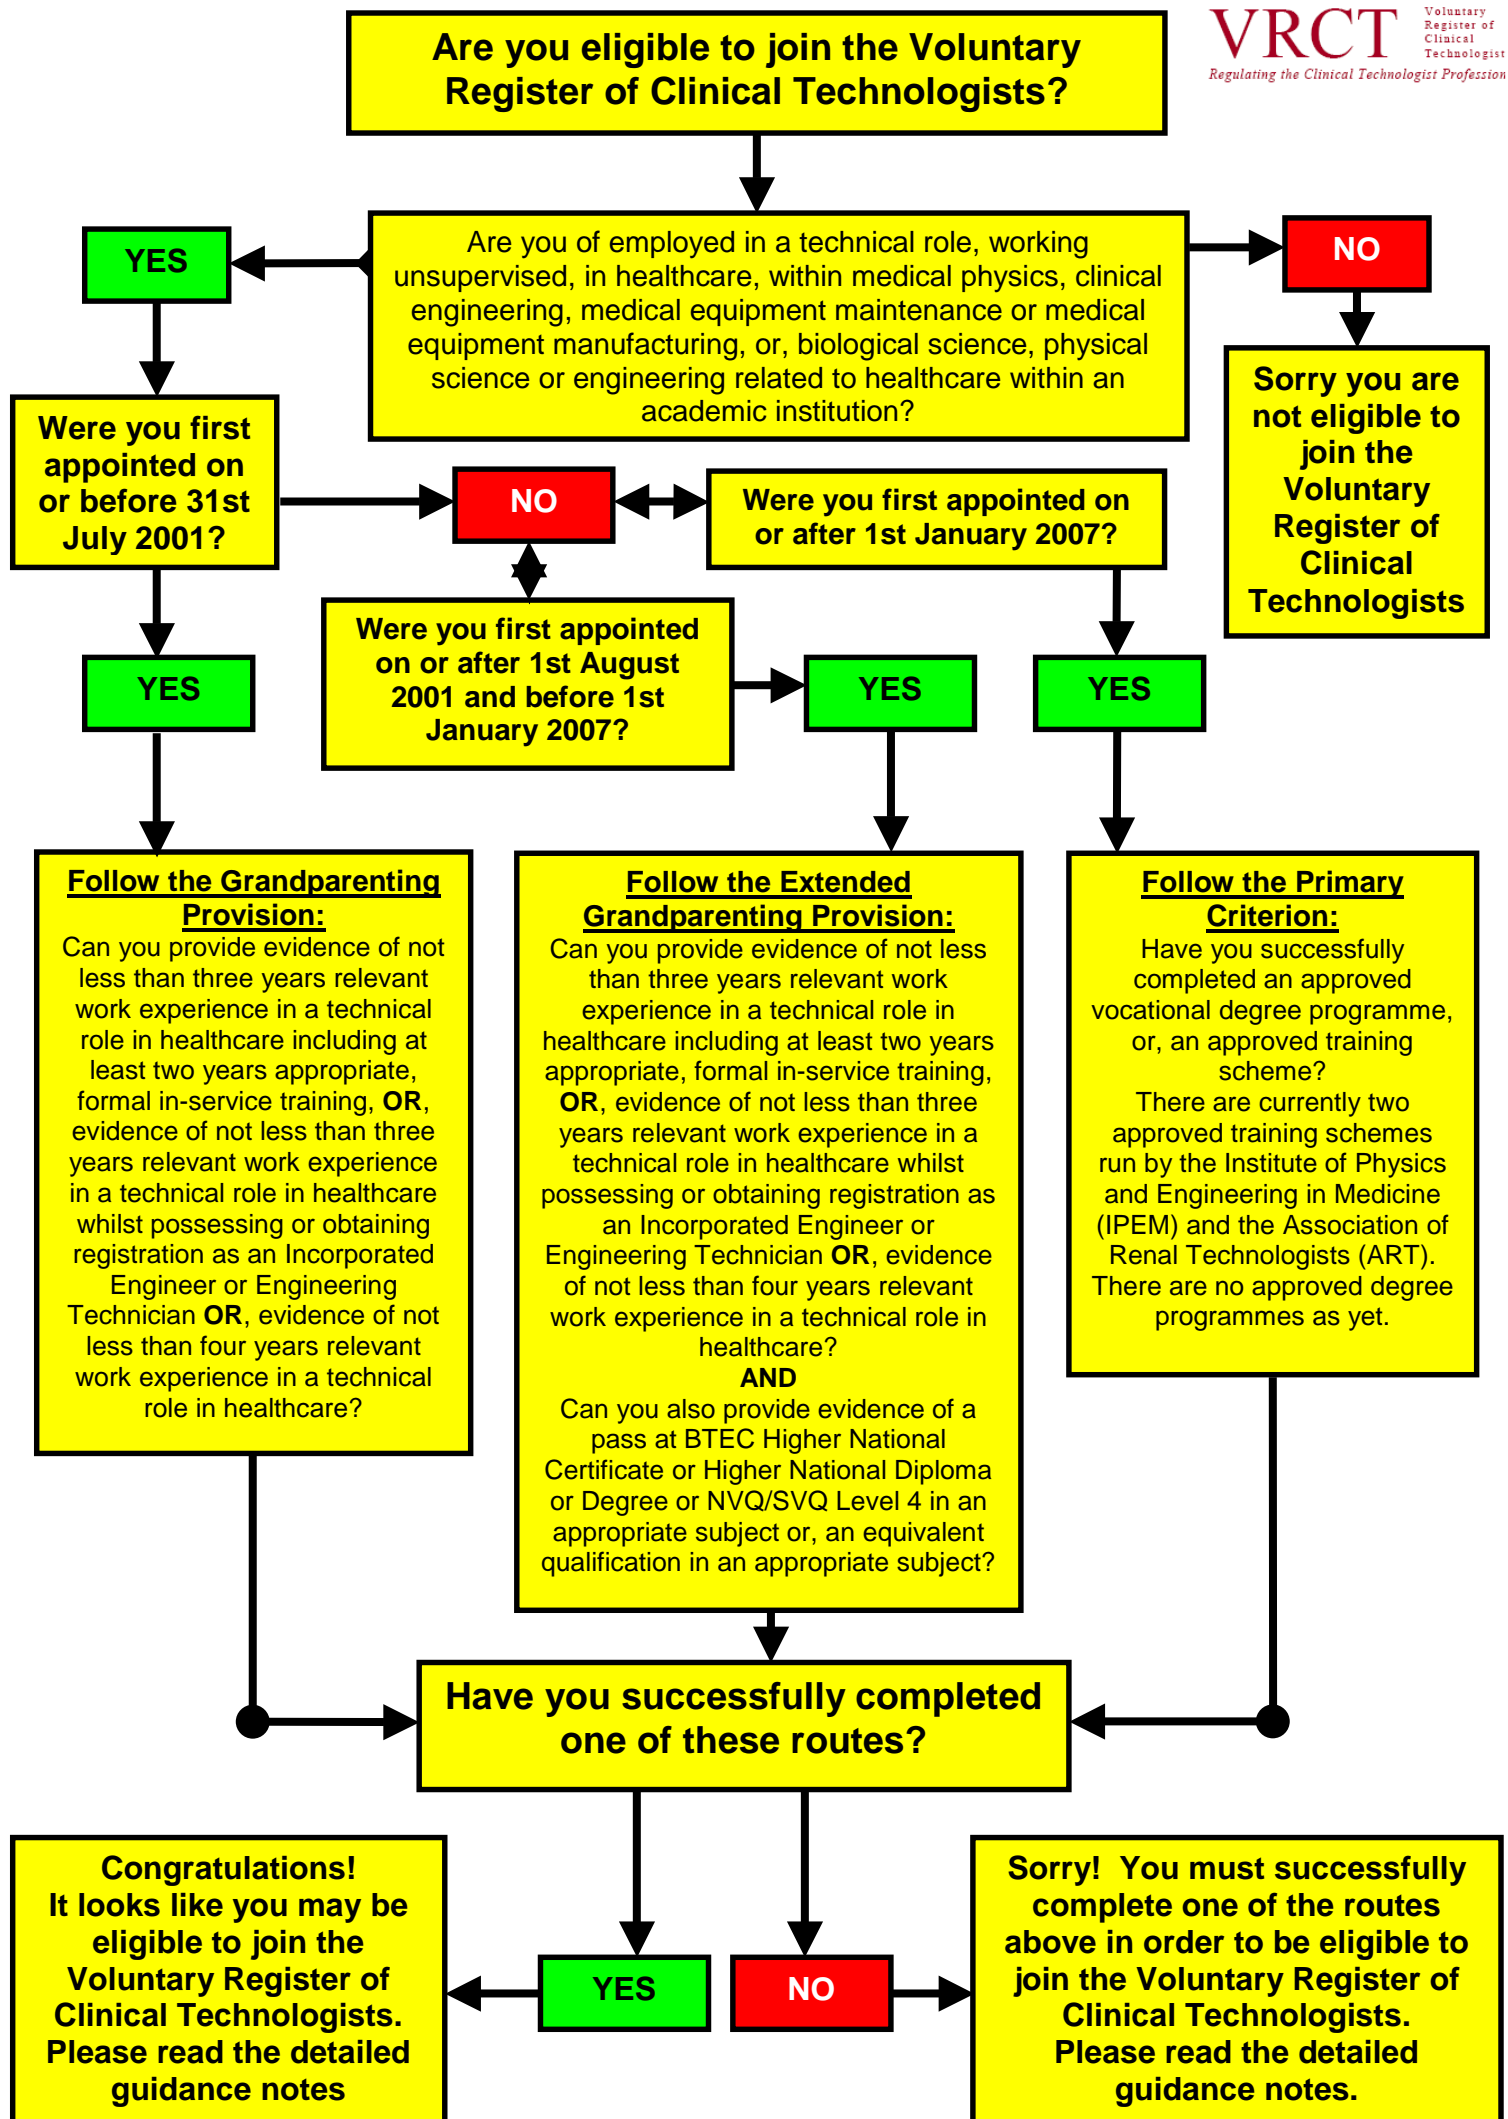 Are you eligible to join the Voluntary
Register of Clinical Technologists?
VRCT
Voluntary
Register of
Clinical
Technologist
Regulating the Clinical Technologist Profession
YES
Are you of employed in a technical role, working
unsupervised, in healthcare, within medical physics, clinical
engineering, medical equipment maintenance or medical
equipment manufacturing, or, biological science, physical
science or engineering related to healthcare within an
academic institution?
NO
Sorry you are
not eligible to
join the
Voluntary
Register of
Clinical
Technologists
Were you first
appointed on
or before 31st
July 2001?
NO
Were you first appointed on
or after 1st January 2007?
Were you first appointed
on or after 1st August
2001 and before 1st
January 2007?
YES
YES
YES
Follow the Grandparenting
Provision:
Can you provide evidence of not
less than three years relevant
work experience in a technical
role in healthcare including at
least two years appropriate,
formal in-service training, OR,
evidence of not less than three
years relevant work experience
in a technical role in healthcare
whilst possessing or obtaining
registration as an Incorporated
Engineer or Engineering
Technician OR, evidence of not
less than four years relevant
work experience in a technical
role in healthcare?
Follow the Extended
Grandparenting Provision:
Can you provide evidence of not less
than three years relevant work
experience in a technical role in
healthcare including at least two years
appropriate, formal in-service training,
OR, evidence of not less than three
years relevant work experience in a
technical role in healthcare whilst
possessing or obtaining registration as
an Incorporated Engineer or
Engineering Technician OR, evidence
of not less than four years relevant
work experience in a technical role in
healthcare?
AND
Can you also provide evidence of a
pass at BTEC Higher National
Certificate or Higher National Diploma
or Degree or NVQ/SVQ Level 4 in an
appropriate subject or, an equivalent
qualification in an appropriate subject?
Follow the Primary
Criterion:
Have you successfully
completed an approved
vocational degree programme,
or, an approved training
scheme?
There are currently two
approved training schemes
run by the Institute of Physics
and Engineering in Medicine
(IPEM) and the Association of
Renal Technologists (ART).
There are no approved degree
programmes as yet.
Have you successfully completed
one of these routes?
Congratulations!
It looks like you may be
eligible to join the
Voluntary Register of
Clinical Technologists.
Please read the detailed
guidance notes
YES
NO
Sorry!  You must successfully
complete one of the routes
above in order to be eligible to
join the Voluntary Register of
Clinical Technologists.
Please read the detailed
guidance notes.